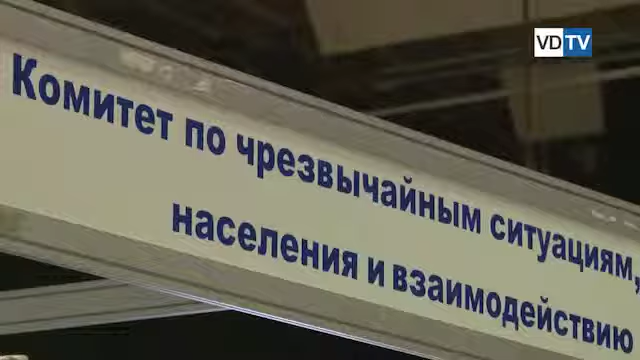 VDTV
Комитет по чрезвычайным ситуациям,
населения и взаимодействию